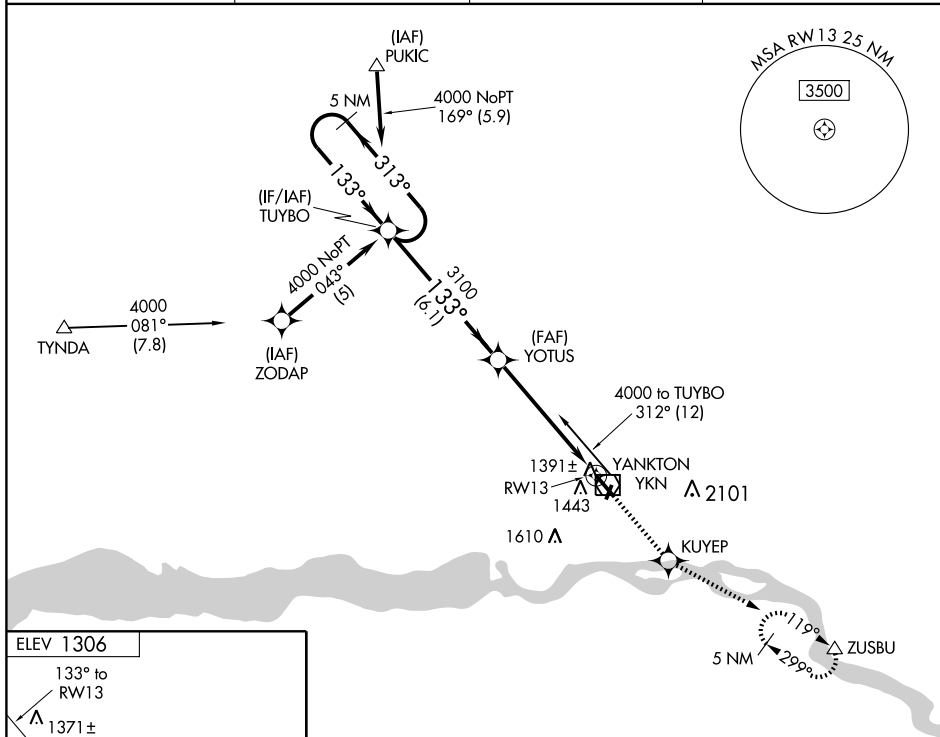 (IAF)
PUKIC
4000 NoPT
169° (5.9)
5 NM
313°
133°
(IF/IAF)
TUYBO
4000 NoPT
043°
(5)
4000
081°
(7.8)
TYNDA
(IAF)
ZODAP
3100
133°
(6.1)
(FAF)
YOTUS
4000 to TUYBO
312° (12)
1391±
RW13
1443
YANKTON
YKN
2101
1610
KUYEP
119°
299°
5 NM
ZUSBU
MSA RW13 25 NM
3500
ELEV 1306
133° to
RW13
1371±